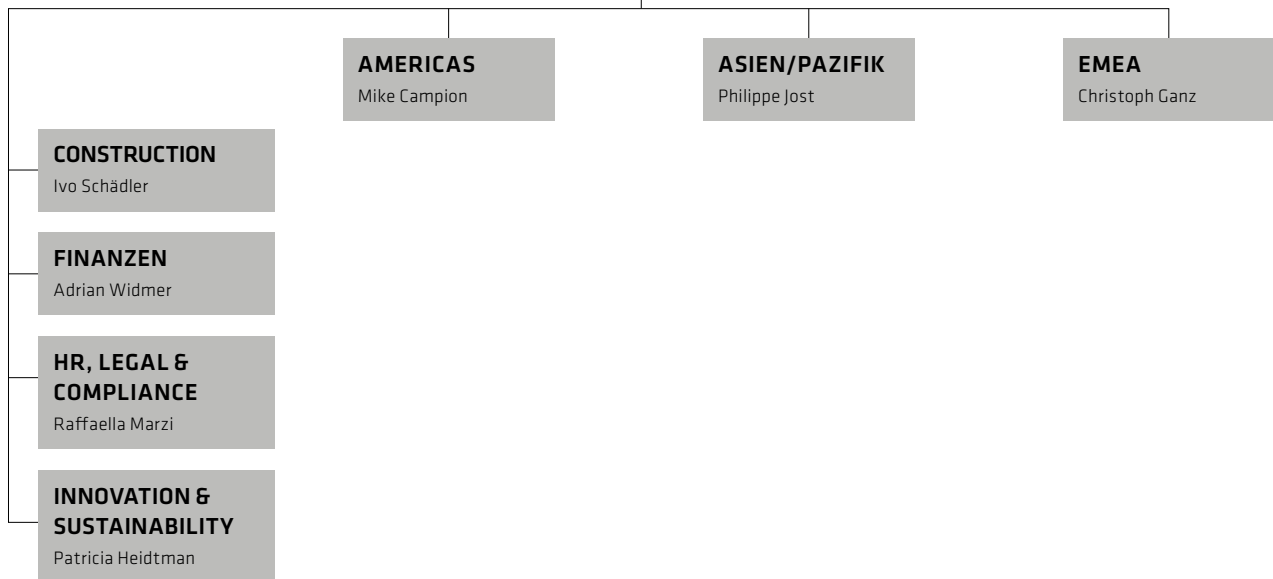 AMERICAS
Mike Campion
ASIEN/PAZIFIK
Philippe Jost
EMEA
Christoph Ganz
CONSTRUCTION
Ivo Schädler
FINANZEN
Adrian Widmer
HR, LEGAL &
COMPLIANCE
Raffaella Marzi
INNOVATION &
SUSTAINABILITY
Patricia Heidtman